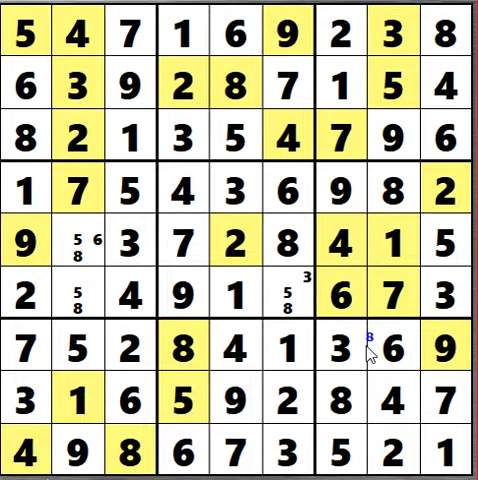 5 4 7 1 6 9 2 3 8
6 3 9 2 8 7 1 5 4
8 2 1 3 5 4 7 9 6
1 7 5 4 3 6 9 8 2
9 5 6 8 3 7 2 8 4 1 5
2 5 8 4 9 1 3 5 8 6 7 3
7 5 2 8 4 1 3 8 6 9
3 1 6 5 9 2 8 4 7
4 9 8 6 7 3 5 2 1